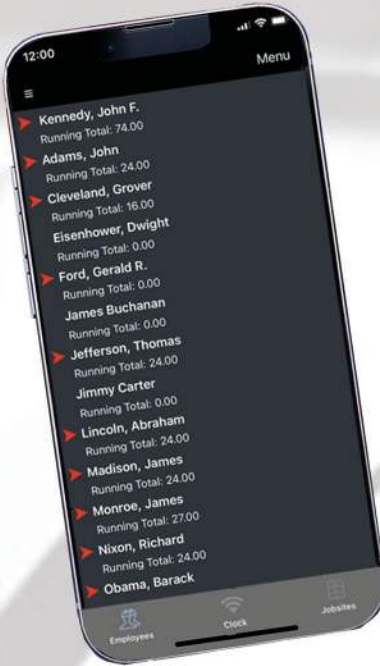 12:00
Menu
Kennedy, John F.
Running Total: 74.00
Adams, John
Running Total: 24.00
Cleveland, Grover
Running Total: 16.00
Eisenhower, Dwight
Running Total: 0.00
Ford, Gerald R.
Running Total: 0.00
James Buchanan
Running Total: 0.00
Jefferson, Thomas
Running Total: 24.00
Jimmy Carter
Running Total: 0.00
Lincoln, Abraham
Running Total: 24.00
Madison, James
Running Total: 24.00
Monroe, James
Running Total: 27.00
Nixon, Richard
Running Total: 24.00
Obama, Barack
Employees
Clock
Jobsites